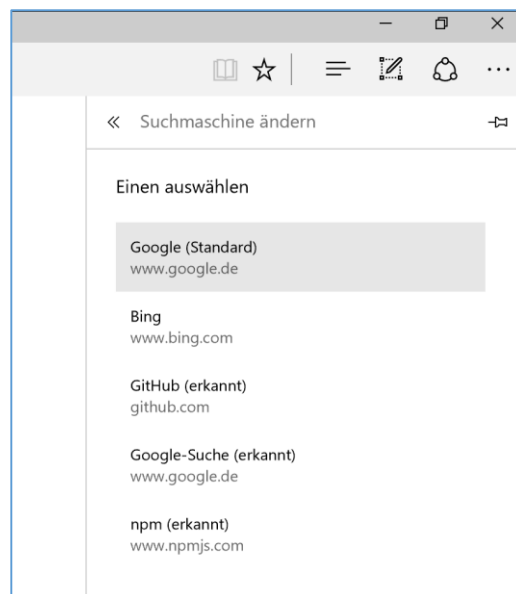 Suchmaschine ändern
Einen auswählen
Google (Standard)
www.google.de
Bing
www.bing.com
GitHub (erkannt)
github.com
Google-Suche (erkannt)
www.google.de
npm (erkannt)
www.npmjs.com